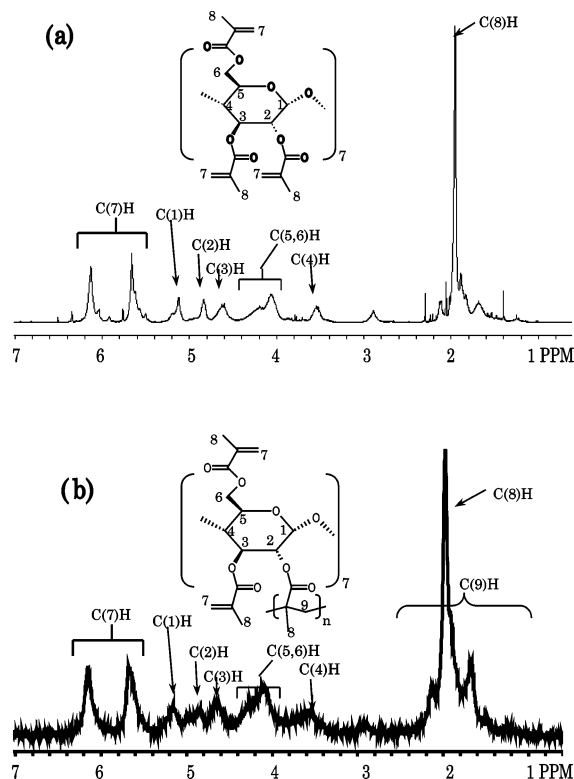 (a)
8
7
O
O
6
5
O
4
1
O
3
2
O
O
O
O
7
7
7
8
8
C(8)H
C(7)H
C(1)H
C(2)H
C(3)H
C(5,6)H
C(4)H
7 6 5 4 3 2 1 PPM
(b)
8
7
O
O
6
5
O
4
1
O
3
2
O
O
O
O
7
7
8
9
n
8
C(8)H
C(9)H
C(7)H
C(1)H
C(2)H
C(3)H
C(5,6)H
C(4)H
7 6 5 4 3 2 1 PPM